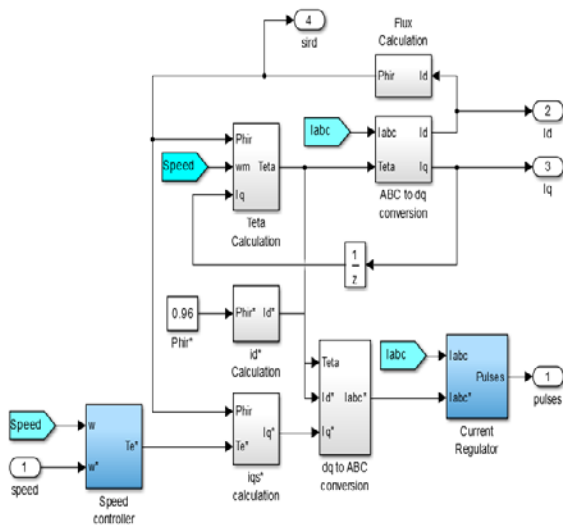 4
sird
Flux
Calculation
Phir Id
2
Id
Iabc
Iabc Id
Teta Iq
ABC to dq
conversion
3
Iq
Phir
Speed
wm Teta
Iq
Teta
Calculation
1
z
0.96
Phir*
Phir* Id*
id*
Calculation
Teta
Id* Iabc*
Iq*
dq to ABC
conversion
Iabc
Iabc
Pulses
Iabc*
Current
Regulator
1
pulses
Phir
Iq*
Te*
iqs*
calculation
Speed
w
Te*
w*
1
speed
Speed
controller